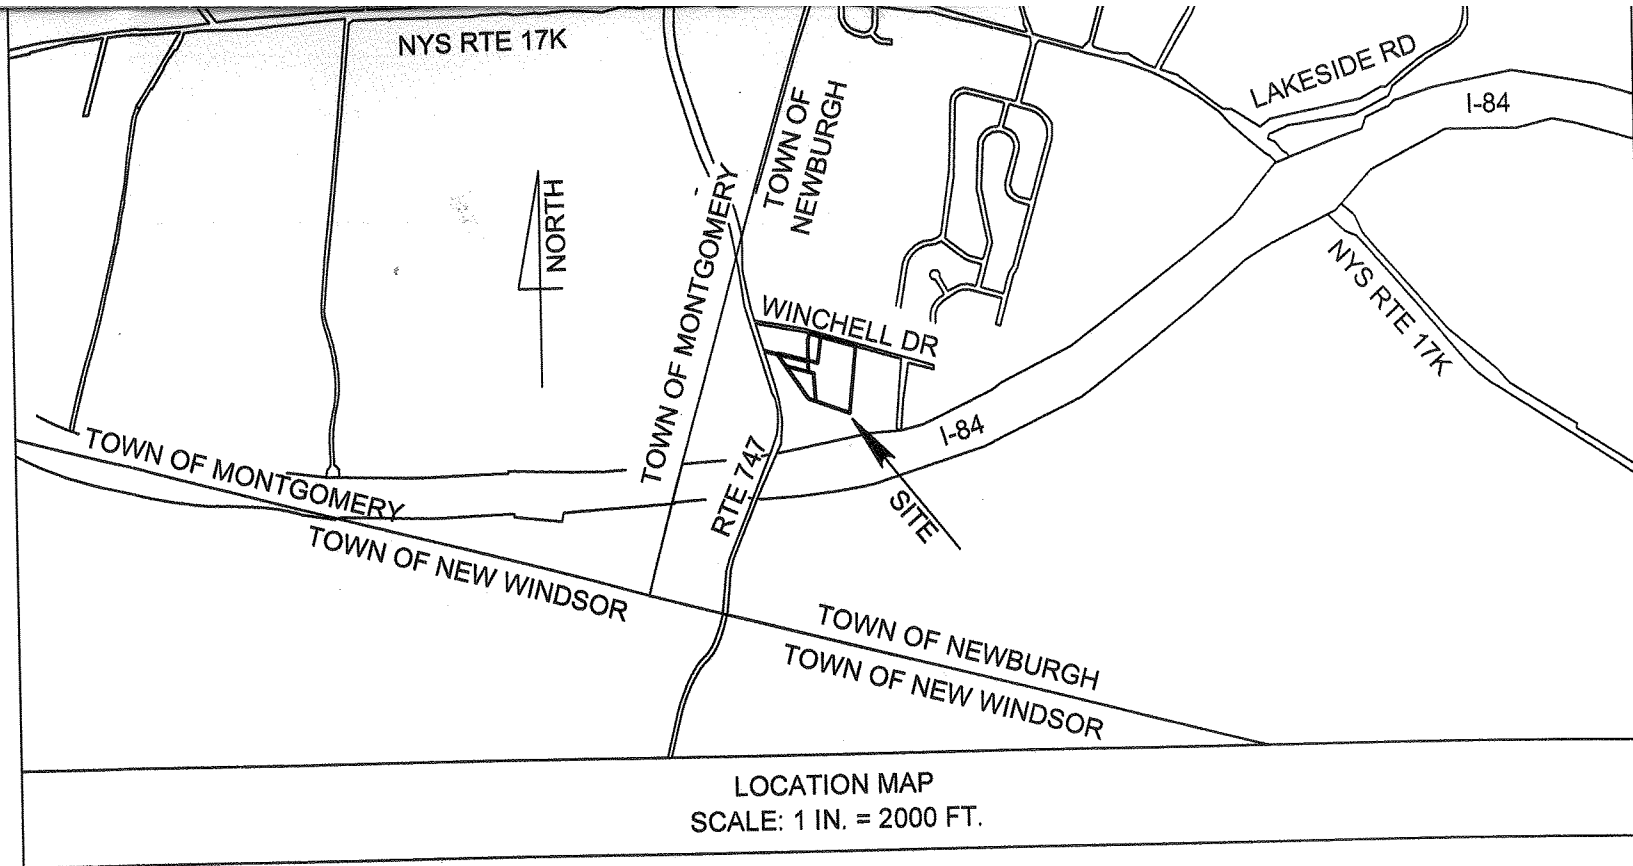 NYS RTE 17K
LAKESIDE RD
I-84
TOWN OF
NEWBURGH
NORTH
TOWN OF MONTGOMERY
WINCHELL DR
NYS RTE 17K
I-84
TOWN OF MONTGOMERY
RTE 747
SITE
TOWN OF NEW WINDSOR
TOWN OF NEWBURGH
TOWN OF NEW WINDSOR
LOCATION MAP
SCALE: 1 IN. = 2000 FT.